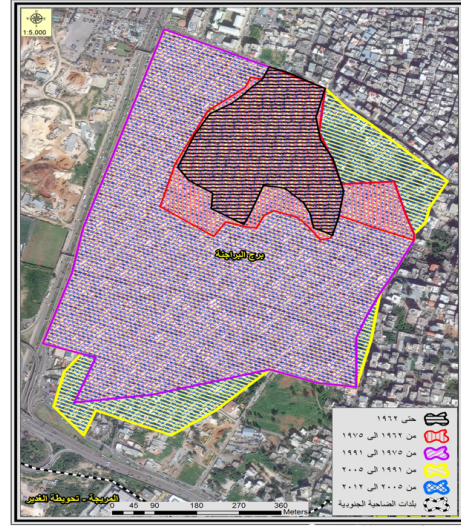 1:5.000
برج البراجنة
حتى ١٩٦٢
من ١٩٦٢ الى ١٩٧٥
من ١٩٧٥ الى ١٩٩١
من ١٩٩١ الى ٢٠٠٥
من ٢٠٠٥ الى ٢٠١٢
بلدات الضاحية الجنوبية
المريجة - تحويطة الغدير
0 45 90 180 270 360
Meters